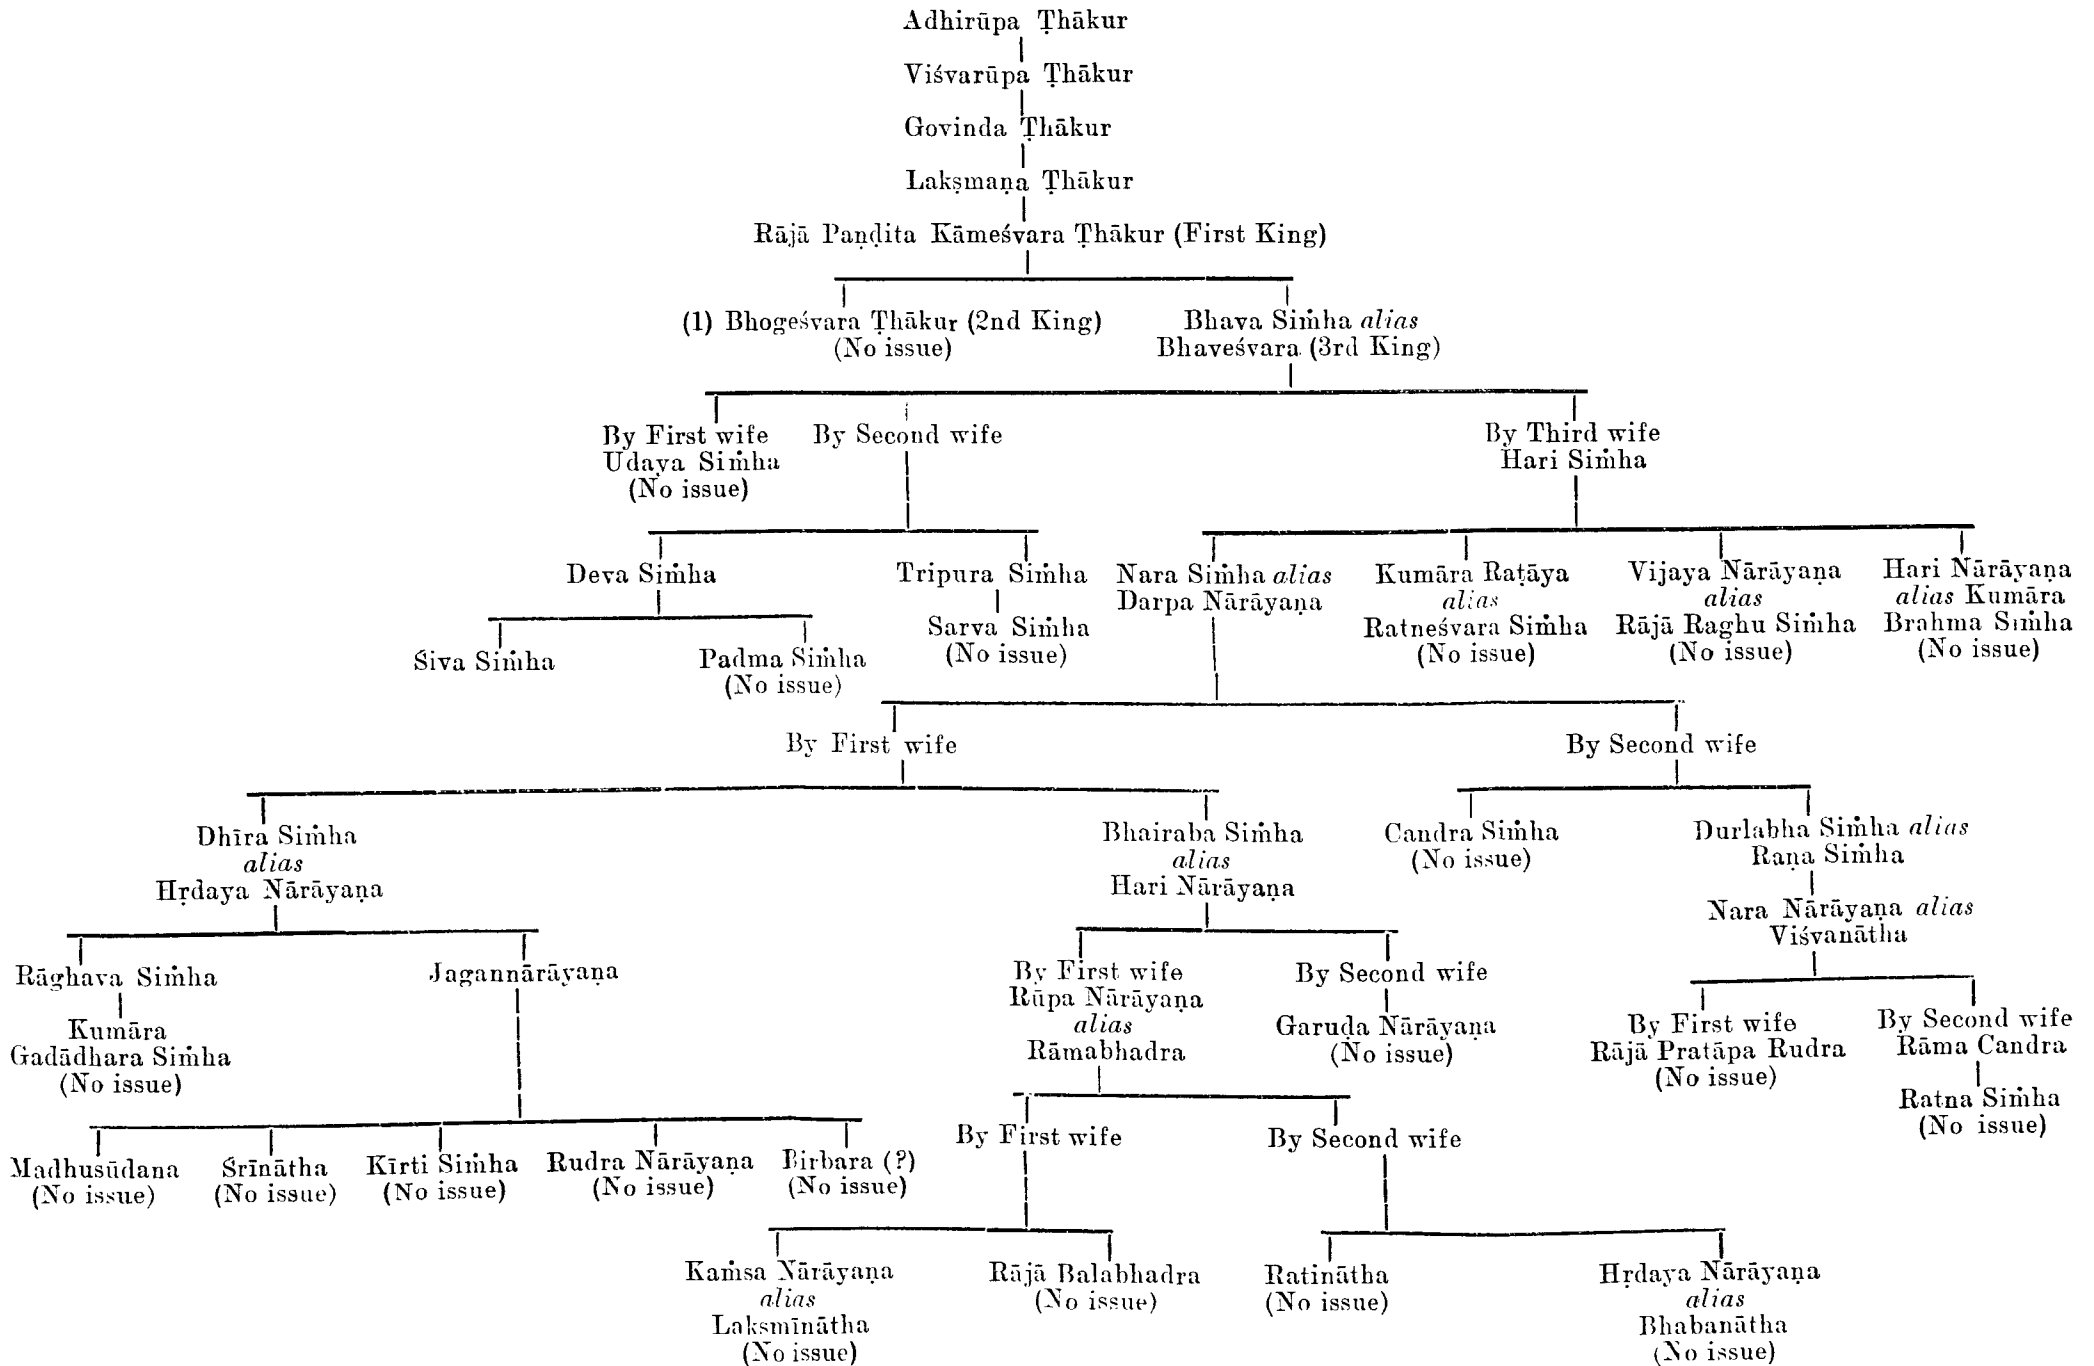 Adhirūpa Ṭhākur
Viśvarūpa Ṭhākur
Govinda Ṭhākur
Lakṣmaṇa Ṭhākur
Rājā Paṇḍita Kāmeśvara Ṭhākur (First King)
(1) Bhogeśvara Ṭhākur (2nd King)
(No issue)
Bhava Siṁha alias
Bhaveśvara (3rd King)
By First wife
Udaya Siṁha
(No issue)
By Second wife
By Third wife
Hari Siṁha
Deva Siṁha
Tripura Siṁha
Sarva Siṁha
(No issue)
Nara Siṁha alias
Darpa Nārāyaṇa
Kumāra Raṭāya
alias
Ratneśvara Siṁha
(No issue)
Vijaya Nārāyaṇa
alias
Rājā Raghu Siṁha
(No issue)
Hari Nārāyaṇa
alias Kumāra
Brahma Siṁha
(No issue)
Śiva Siṁha
Padma Siṁha
(No issue)
By First wife
By Second wife
Dhīra Siṁha
alias
Hṛdaya Nārāyaṇa
Bhairaba Siṁha
alias
Hari Nārāyaṇa
Candra Siṁha
(No issue)
Durlabha Siṁha alias
Raṇa Siṁha
Nara Nārāyaṇa alias
Viśvanātha
Rāghava Siṁha
Kumāra
Gadādhara Siṁha
(No issue)
Jagannārāyaṇa
By First wife
Rūpa Nārāyaṇa
alias
Rāmabhadra
By Second wife
Garuḍa Nārāyaṇa
(No issue)
By First wife
Rājā Pratāpa Rudra
(No issue)
By Second wife
Rāma Candra
Ratna Siṁha
(No issue)
Madhusūdana
(No issue)
Śrīnātha
(No issue)
Kīrti Siṁha
(No issue)
Rudra Nārāyaṇa
(No issue)
Birbara (?)
(No issue)
By First wife
By Second wife
Kaṁsa Nārāyaṇa
alias
Laksmīnātha
(No issue)
Rājā Balabhadra
(No issue)
Ratinātha
(No issue)
Hṛdaya Nārāyaṇa
alias
Bhabanātha
(No issue)